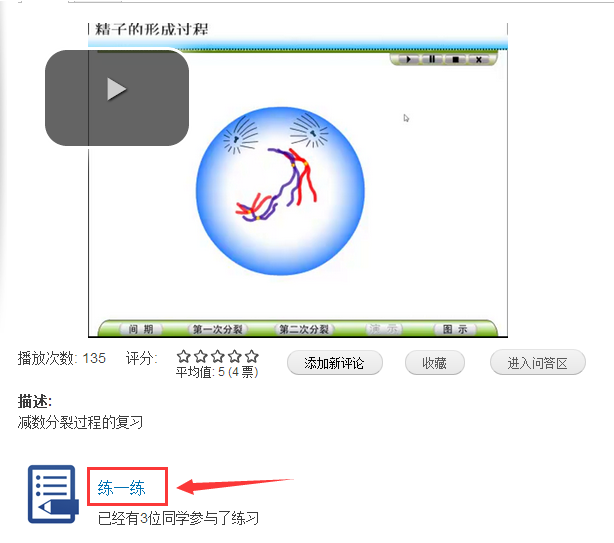 精子的形成过程
间 期 第一次分裂 第二次分裂 演 示 图 示
播放次数: 135 评分: 添加新评论 收藏 进入问答区
平均值: 5 (4 票)
描述:
减数分裂过程的复习
练一练
已经有3位同学参与了练习